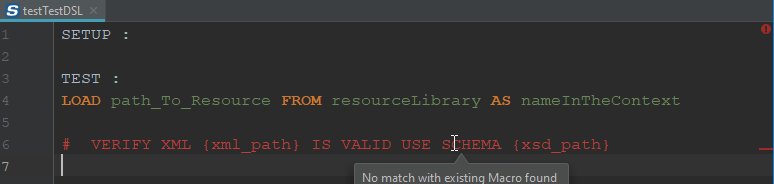 testTestDSL
1 SETUP :
2
3 TEST :
4 LOAD path_To_Resource FROM resourceLibrary AS nameInTheContext
5
6 # VERIFY XML {xml_path} IS VALID USE SCHEMA {xsd_path}
7
No match with existing Macro found